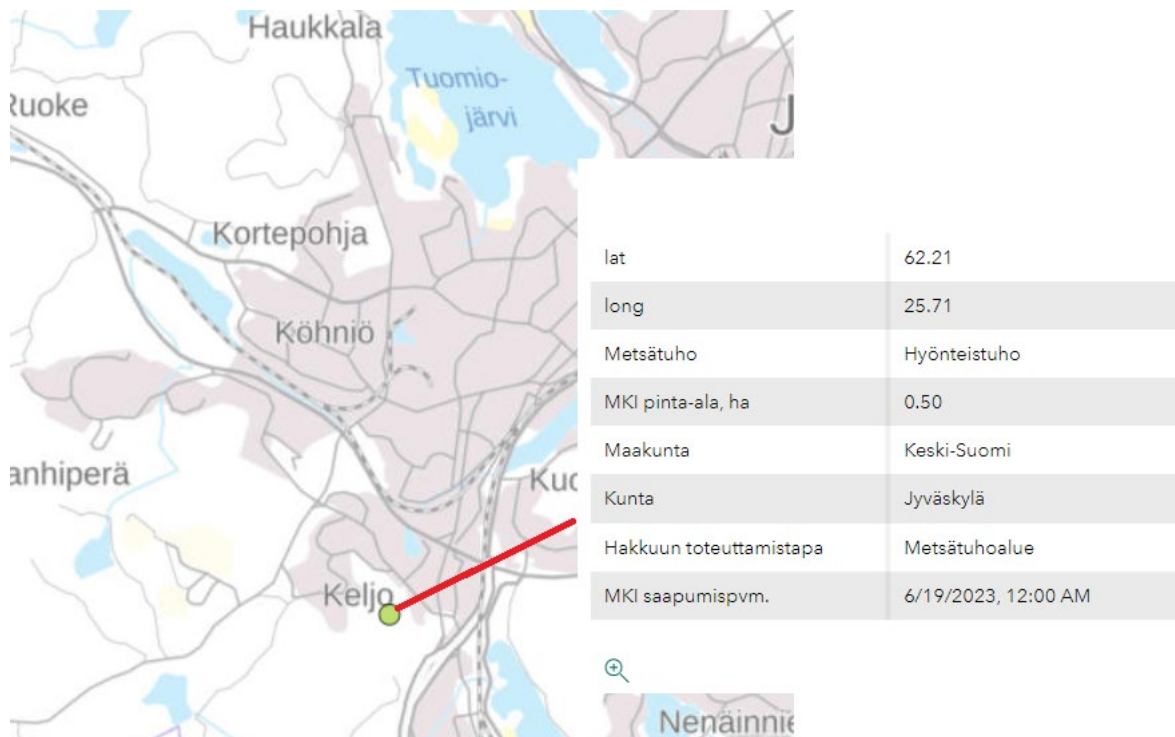 Haukkala
Tuomio-
järvi
Ruoke
J
Kortepohja
Köhniö
anhiperä
Kuo
Keljo
lat 62.21
long 25.71
Metsätuho Hyönteistuho
MKI pinta-ala, ha 0.50
Maakunta Keski-Suomi
Kunta Jyväskylä
Hakkuun toteuttamistapa Metsätuhoalue
MKI saapumispvm. 6/19/2023, 12:00 AM
Nenäinnie